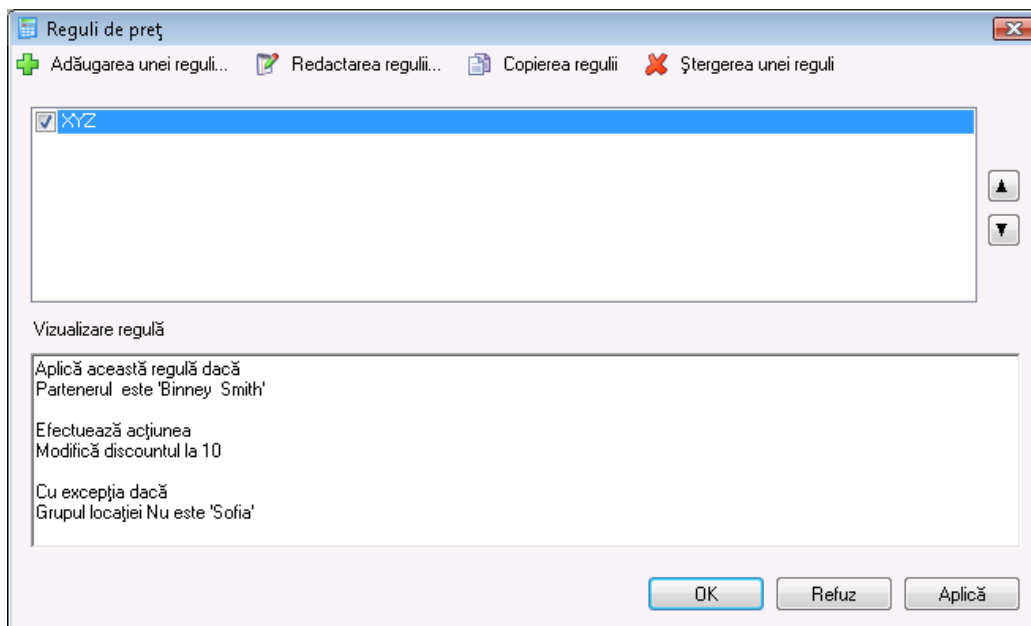 Reguli de preţ
Adăugarea unei reguli... Redactarea regulii... Copierea regulii Ştergerea unei reguli
XYZ
Vizualizare regulă
Aplică această regulă dacă
Partenerul este 'Binney Smith'
Efectuează acţiunea
Modifică discountul la 10
Cu excepţia dacă
Grupul locaţiei Nu este 'Sofia'
OK Refuz Aplică